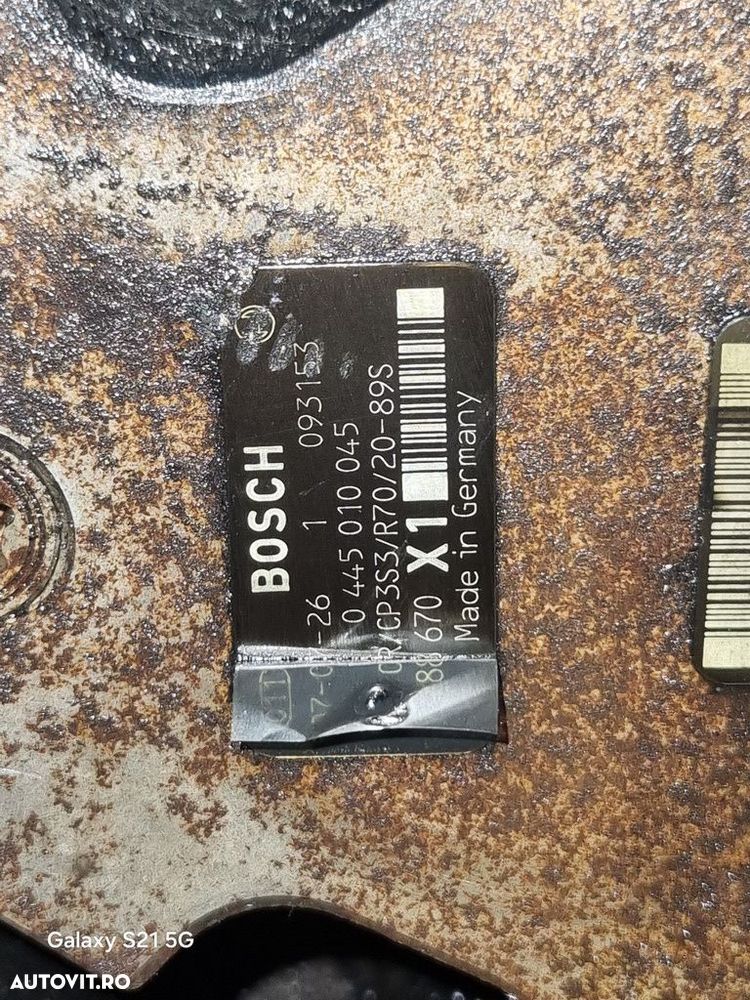 BOSCH
26 1 093153
0 445 010 045
CR/CP3S3/R70/20-89S
670 X1
Made in Germany
Galaxy S21 5G
AUTOVIT.RO